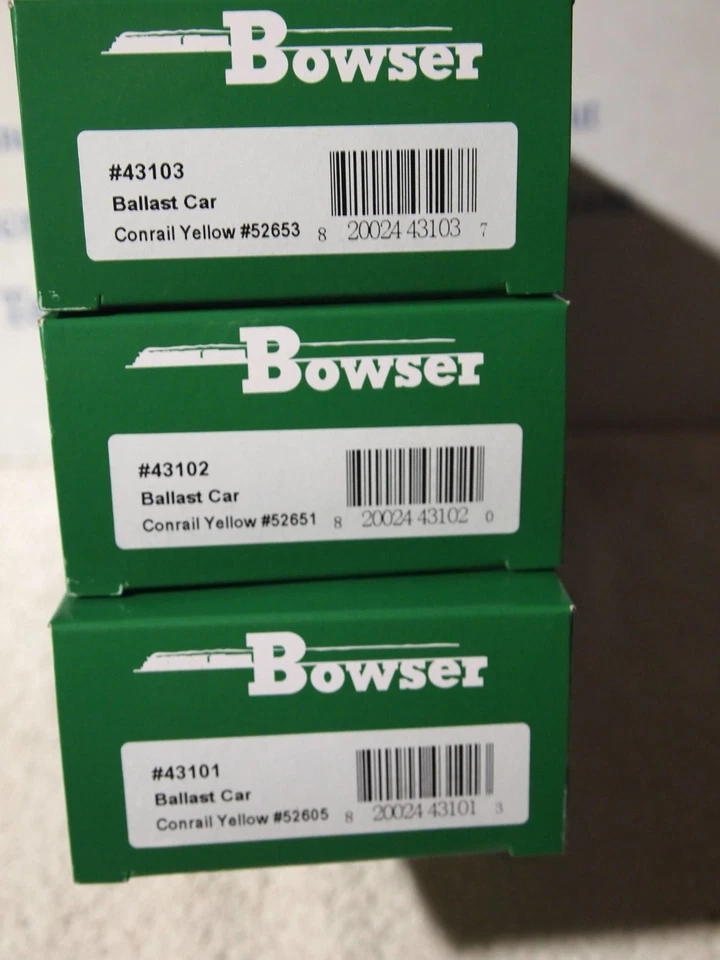 Bowser
#43103
Ballast Car
Conrail Yellow #52653
8 20024 43103 7
Bowser
#43102
Ballast Car
Conrail Yellow #52651
8 20024 43102 0
Bowser
#43101
Ballast Car
Conrail Yellow #52605
8 20024 43101 3